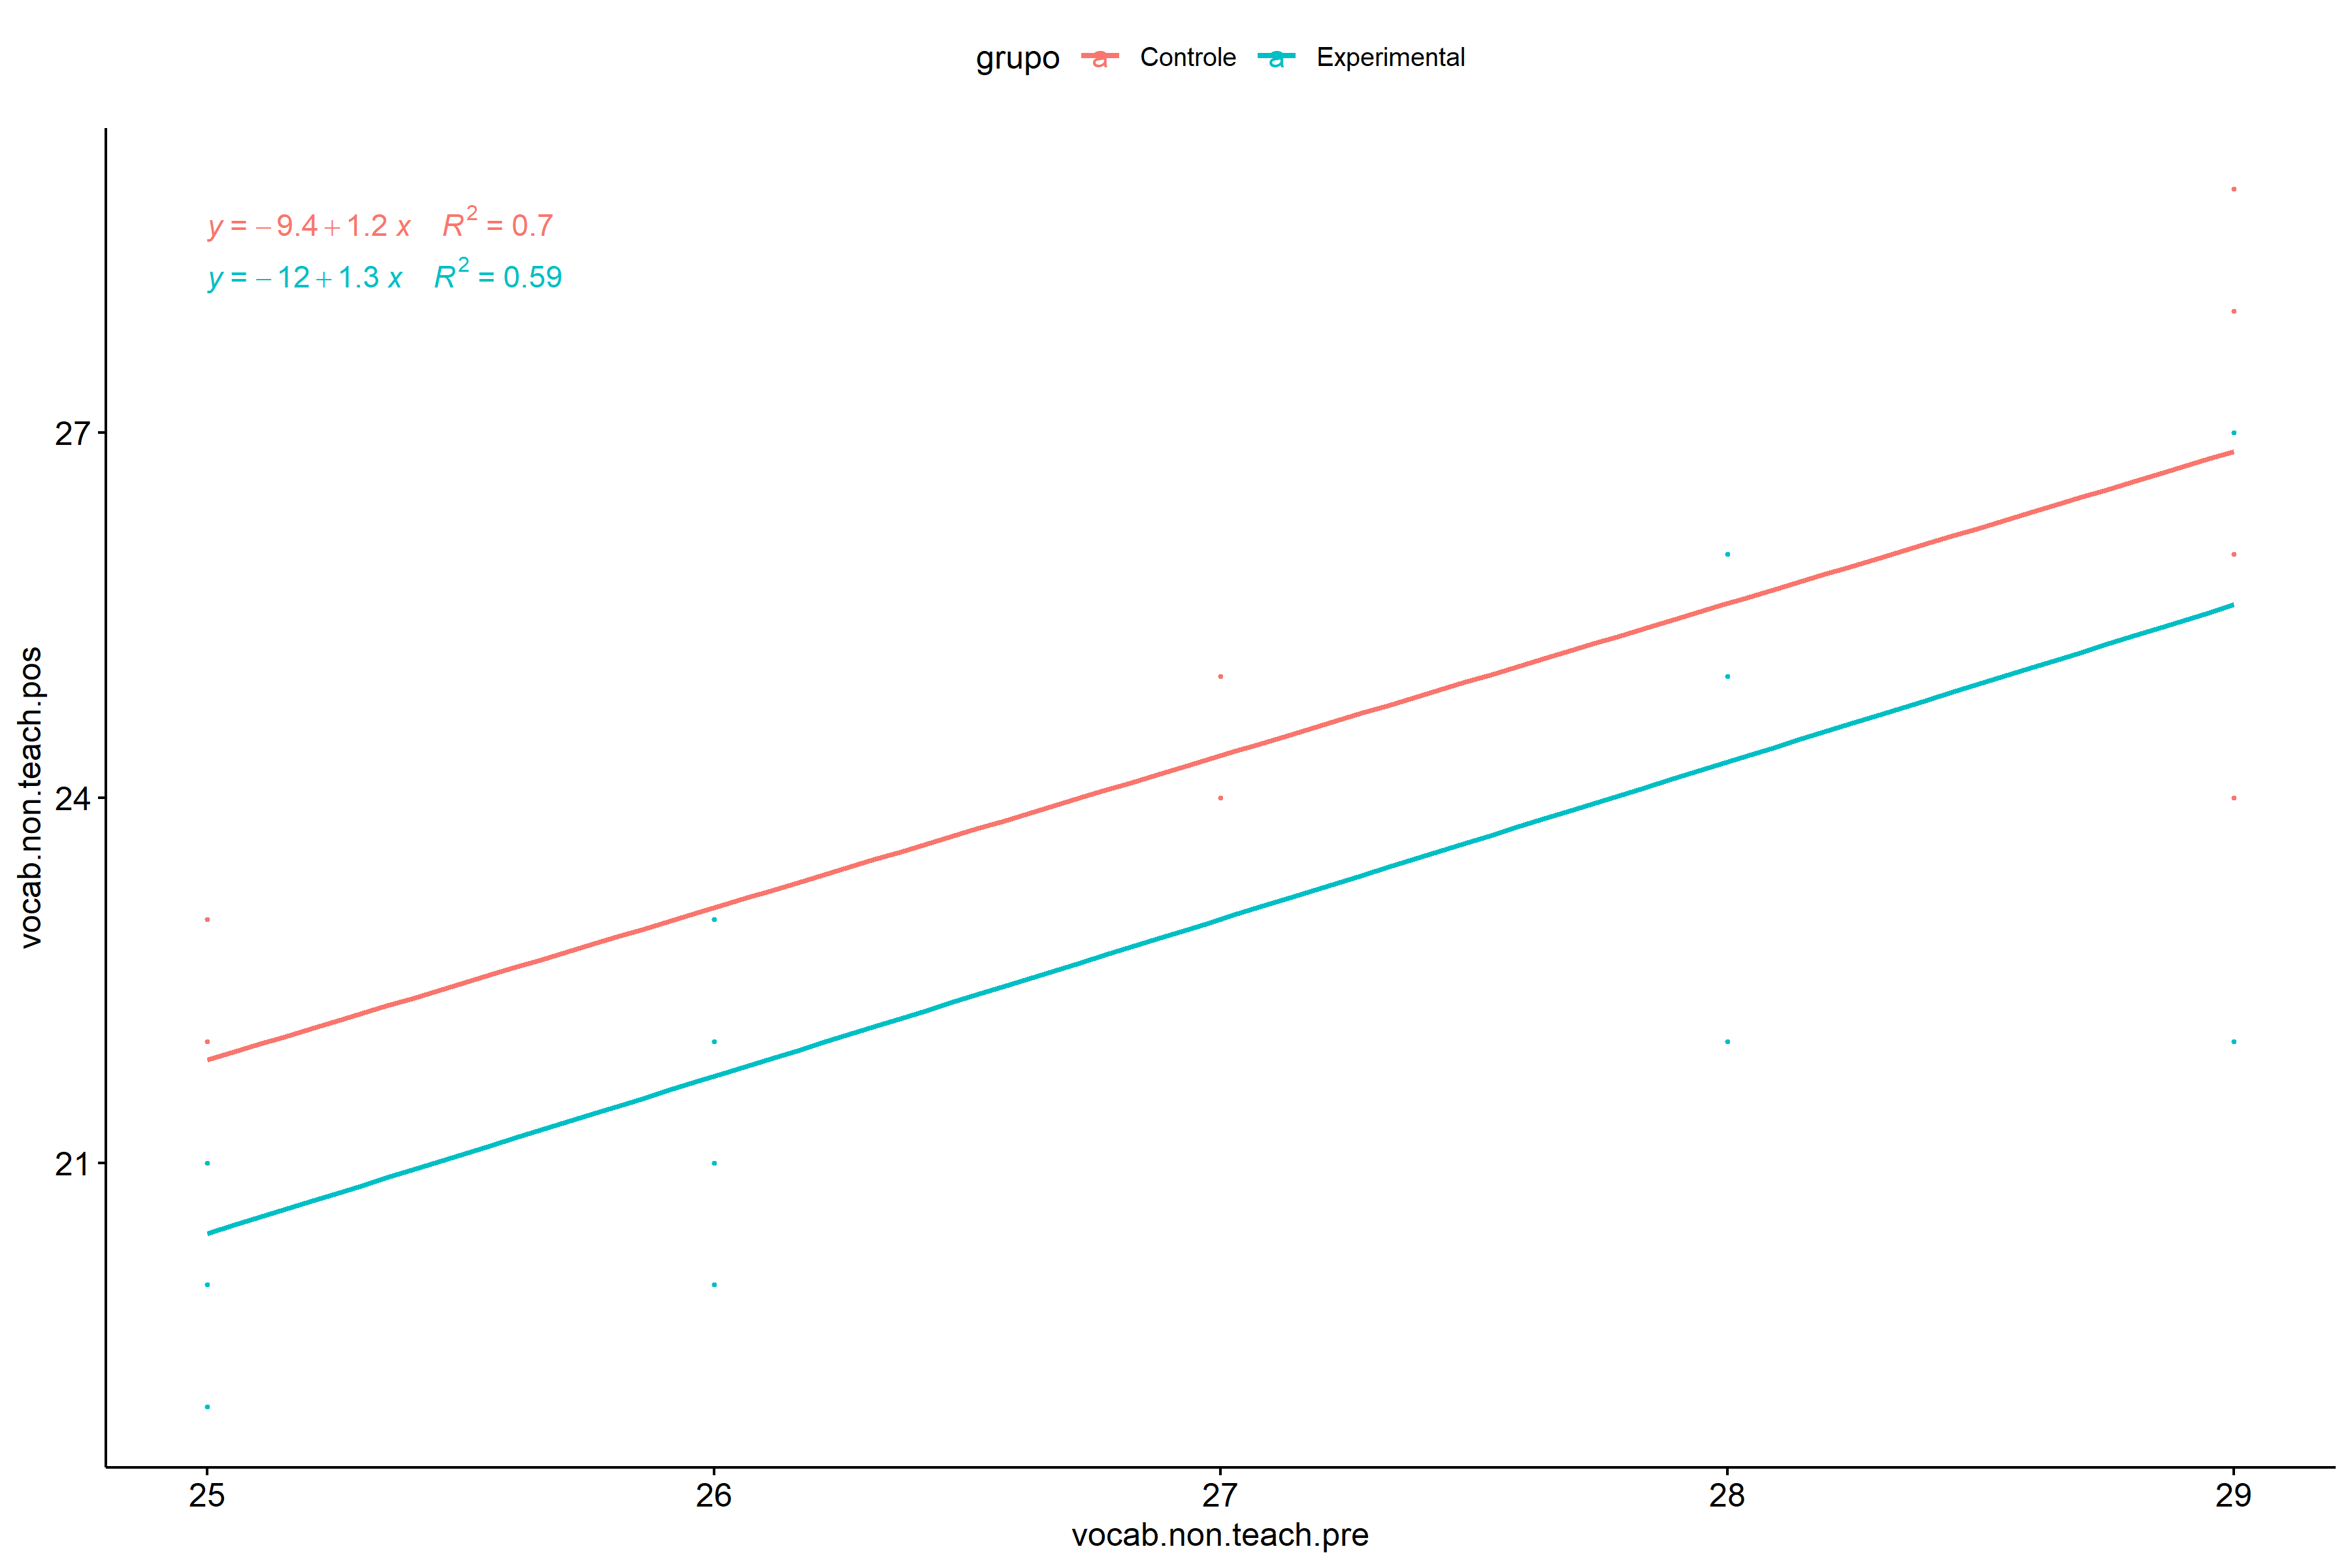 grupo a Controle a Experimental
y = − 9.4 + 1.2 x R² = 0.7
y = − 12 + 1.3 x R² = 0.59
27
24
21
vocab.non.teach.pos
25 26 27 28 29
vocab.non.teach.pre